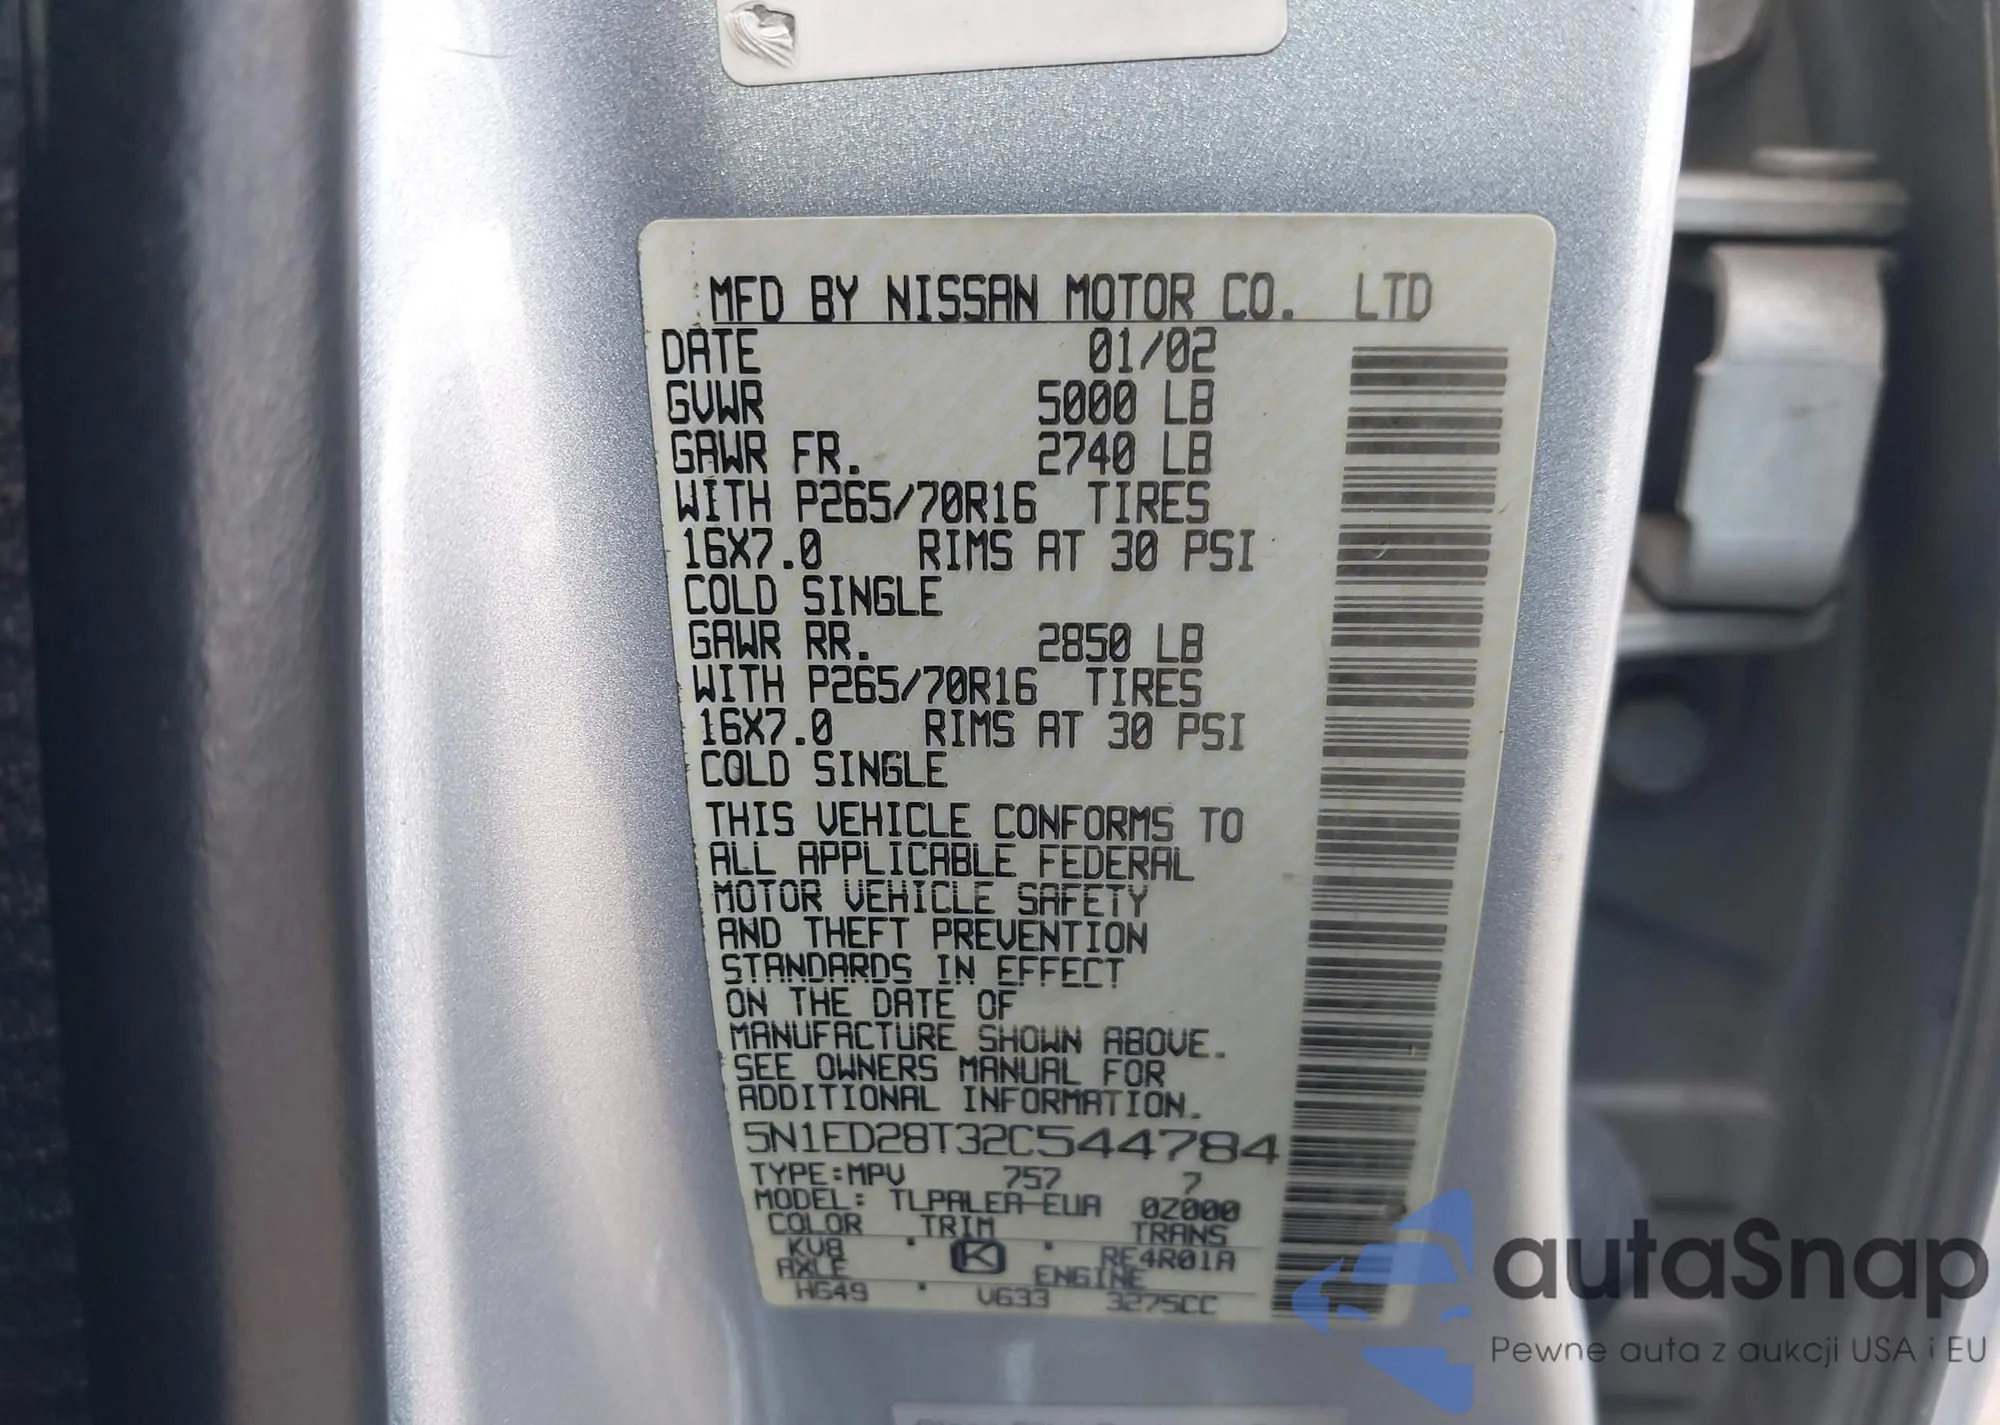 MFD BY NISSAN MOTOR CO. LTD
DATE 01/02
GVWR 5000 LB
GAWR FR. 2740 LB
WITH P265/70R16 TIRES
16X7.0 RIMS AT 30 PSI
COLD SINGLE
GAWR RR. 2850 LB
WITH P265/70R16 TIRES
16X7.0 RIMS AT 30 PSI
COLD SINGLE
THIS VEHICLE CONFORMS TO
ALL APPLICABLE FEDERAL
MOTOR VEHICLE SAFETY
AND THEFT PREVENTION
STANDARDS IN EFFECT
ON THE DATE OF
MANUFACTURE SHOWN ABOVE.
SEE OWNERS MANUAL FOR
ADDITIONAL INFORMATION.
5N1ED28T32C544784
TYPE:MPV 757 7
MODEL: TLPALEA-EUA 0Z000
COLOR TRIM TRANS
KV8 K RE4R01A
AXLE ENGINE
HG49 VG33 3275CC
autaSnap
Pewne auta z aukcji USA i EU